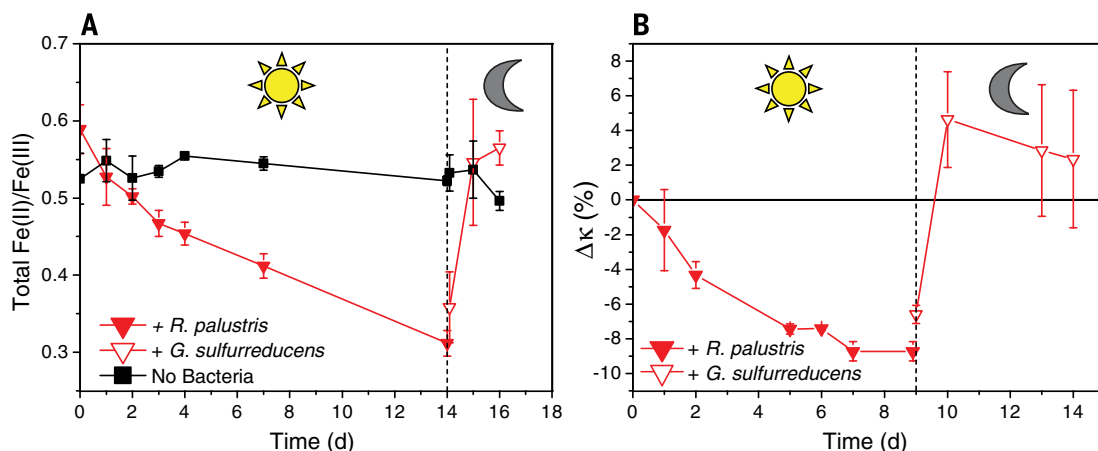 A
Total Fe(II)/Fe(III)
0.7
0.6
0.5
0.4
0.3
+ R. palustris
+ G. sulfurreducens
No Bacteria
0 2 4 6 8 10 12 14 16 18
Time (d)
B
Δκ (%)
8
6
4
2
0
-2
-4
-6
-8
-10
+ R. palustris
+ G. sulfurreducens
0 2 4 6 8 10 12 14
Time (d)